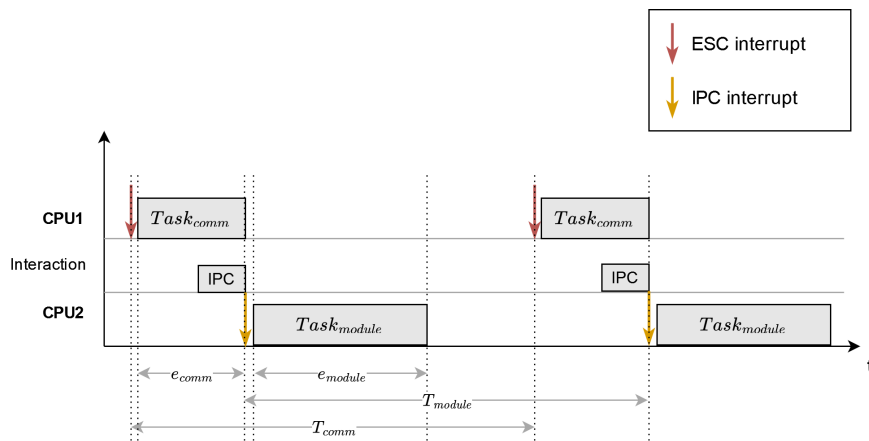 ESC interrupt
IPC interrupt
CPU1
Task_comm
Task_comm
Interaction
IPC
IPC
CPU2
Task_module
Task_module
t
e_comm
e_module
T_module
T_comm